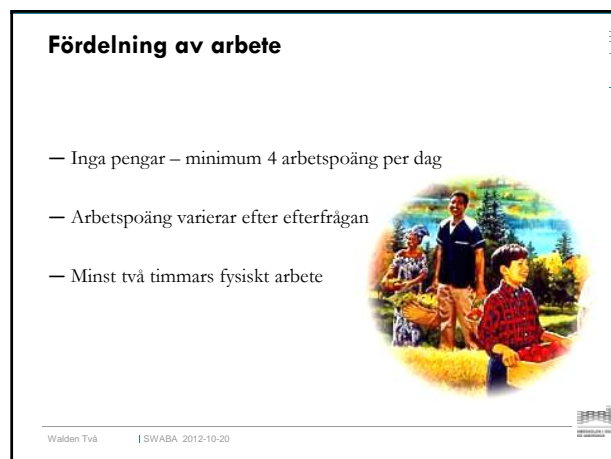 Fördelning av arbete
— Inga pengar – minimum 4 arbetspoäng per dag
— Arbetspoäng varierar efter efterfrågan
— Minst två timmars fysiskt arbete
Walden Två | SWABA 2012-10-20